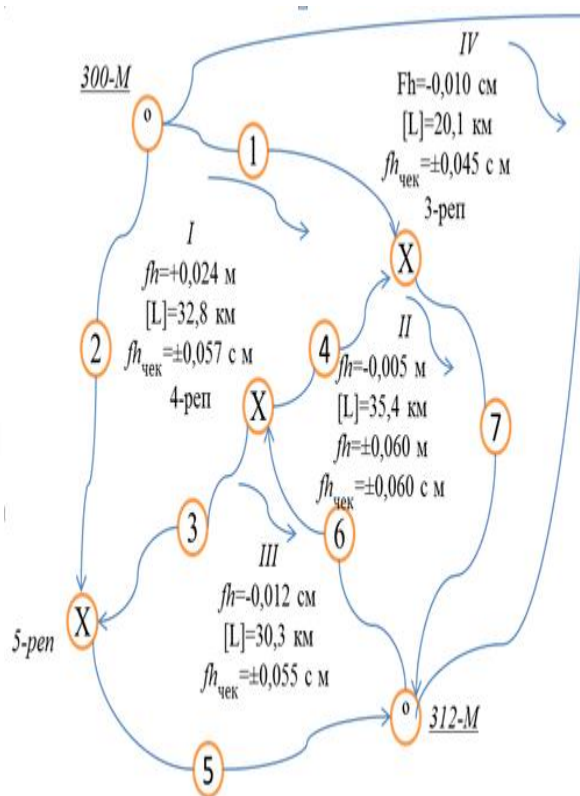 300-М
IV
Fh=-0,010 см
[L]=20,1 км
fhчек=±0,045 с м
3-реп
1
X
I
fh=+0,024 м
[L]=32,8 км
fhчек=±0,057 с м
4-реп
X
2
4
II
fh=-0,005 м
[L]=35,4 км
fh=±0,060 м
fhчек=±0,060 с м
7
3
6
III
fh=-0,012 см
[L]=30,3 км
fhчек=±0,055 с м
X
5-реп
312-М
5